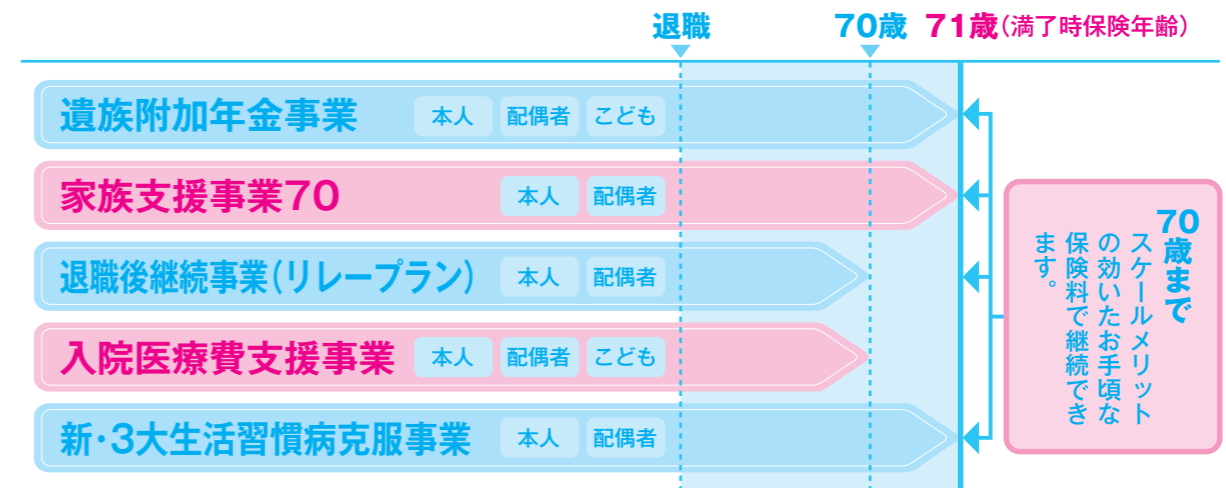 退職
70歳
71歳(満了時保険年齢)
遺族附加年金事業 本人 配偶者 こども
家族支援事業70 本人 配偶者
退職後継続事業(リレープラン) 本人 配偶者
入院医療費支援事業 本人 配偶者 こども
新・3大生活習慣病克服事業 本人 配偶者
70歳まで
スケールメリット
の効いたお手頃な
保険料で継続でき
ます。